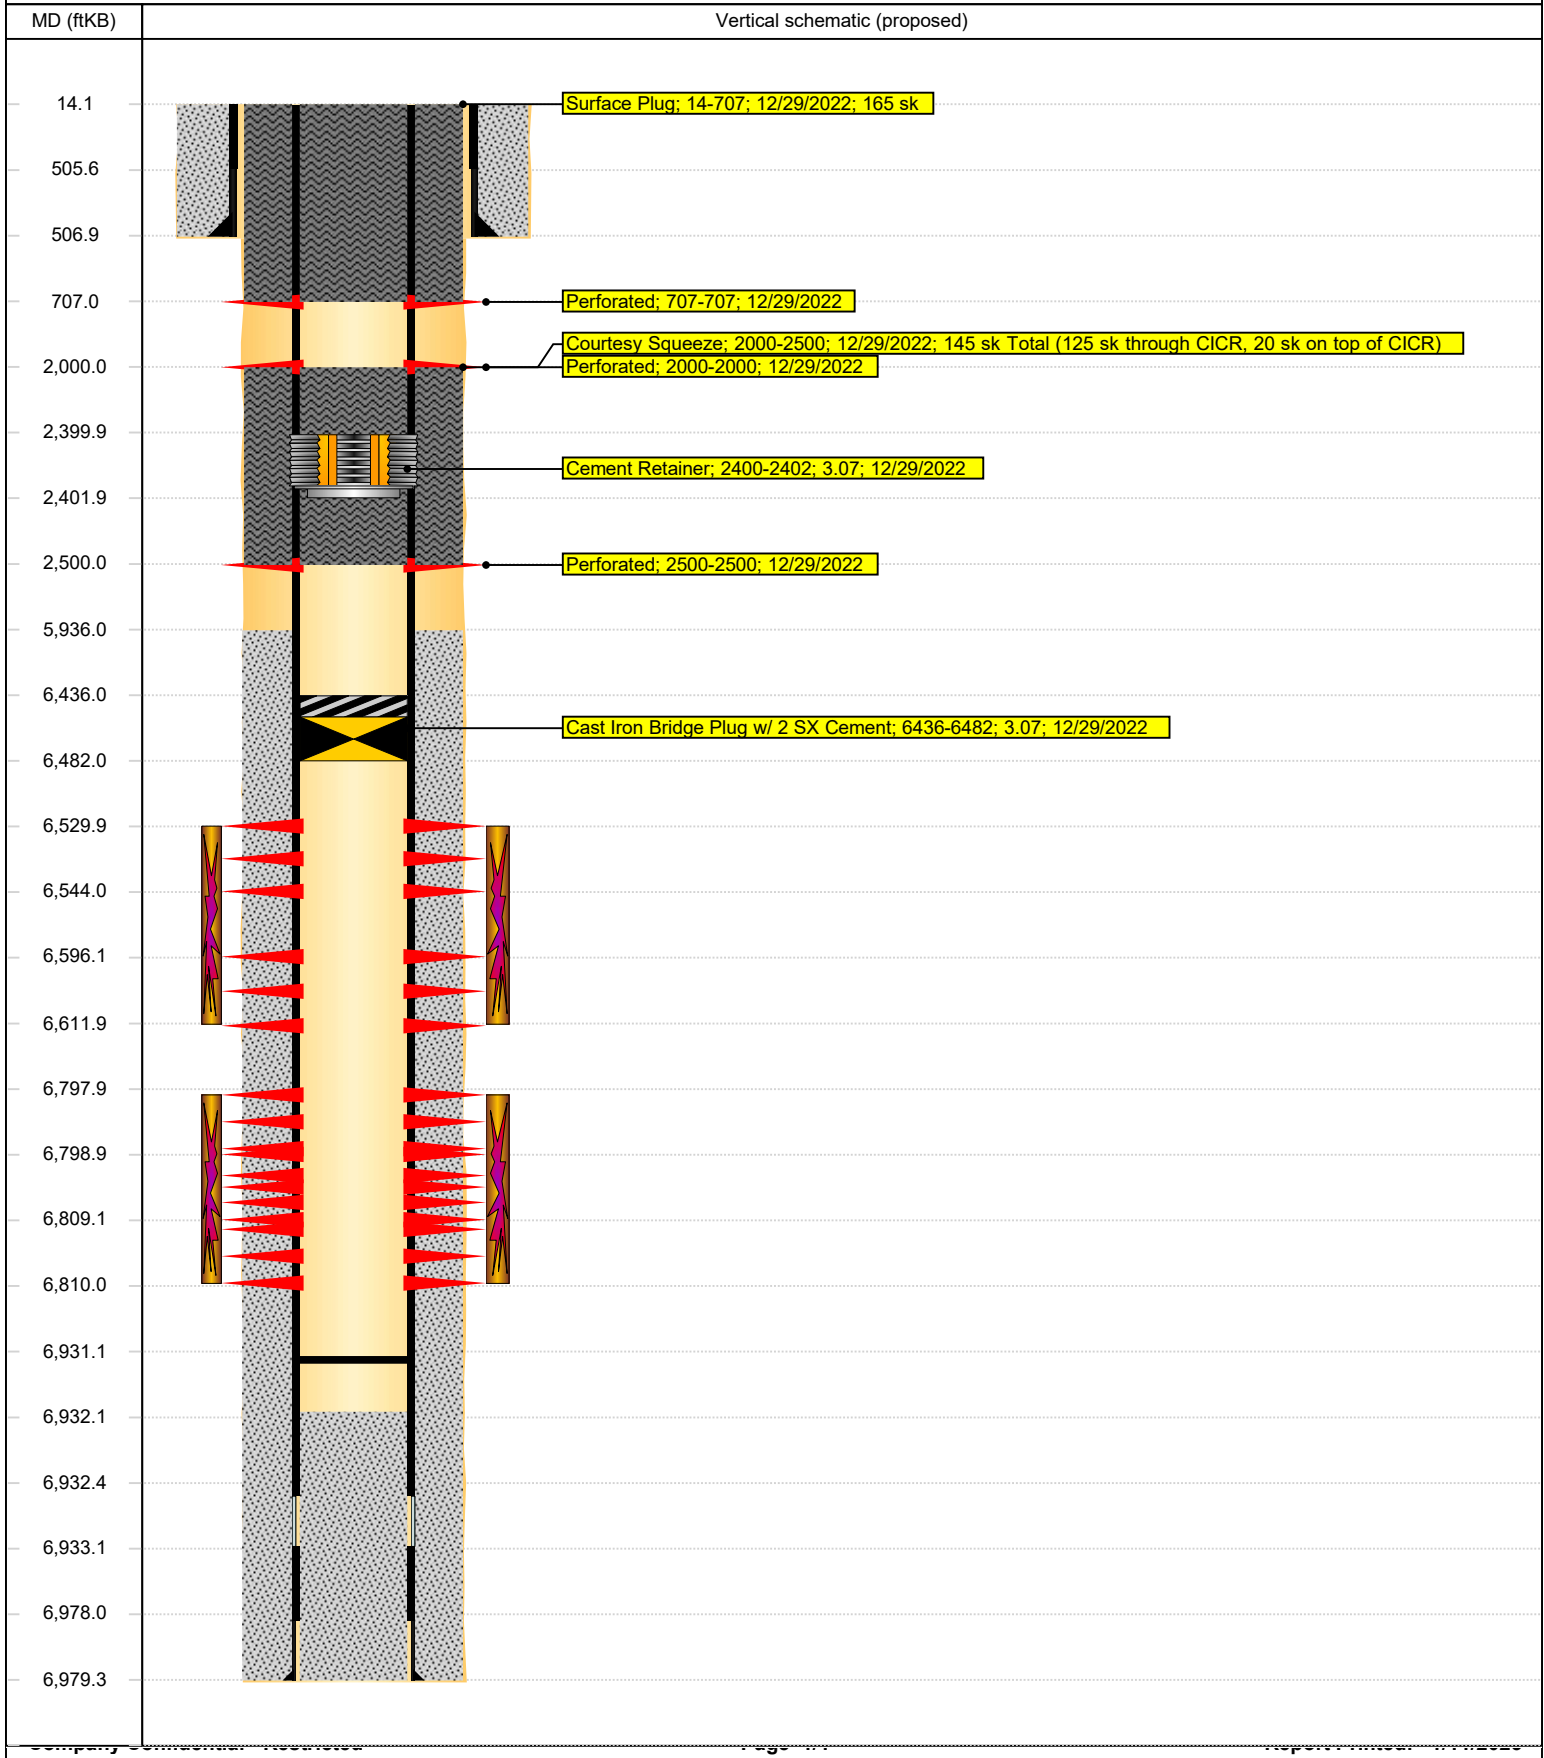 MD (ftKB)
Vertical schematic (proposed)
14.1
Surface Plug; 14-707; 12/29/2022; 165 sk
505.6
506.9
707.0
Perforated; 707-707; 12/29/2022
Courtesy Squeeze; 2000-2500; 12/29/2022; 145 sk Total (125 sk through CICR, 20 sk on top of CICR)
2,000.0
Perforated; 2000-2000; 12/29/2022
2,399.9
Cement Retainer; 2400-2402; 3.07; 12/29/2022
2,401.9
2,500.0
Perforated; 2500-2500; 12/29/2022
5,936.0
6,436.0
Cast Iron Bridge Plug w/ 2 SX Cement; 6436-6482; 3.07; 12/29/2022
6,482.0
6,529.9
6,544.0
6,596.1
6,611.9
6,797.9
6,798.9
6,809.1
6,810.0
6,931.1
6,932.1
6,932.4
6,933.1
6,978.0
6,979.3